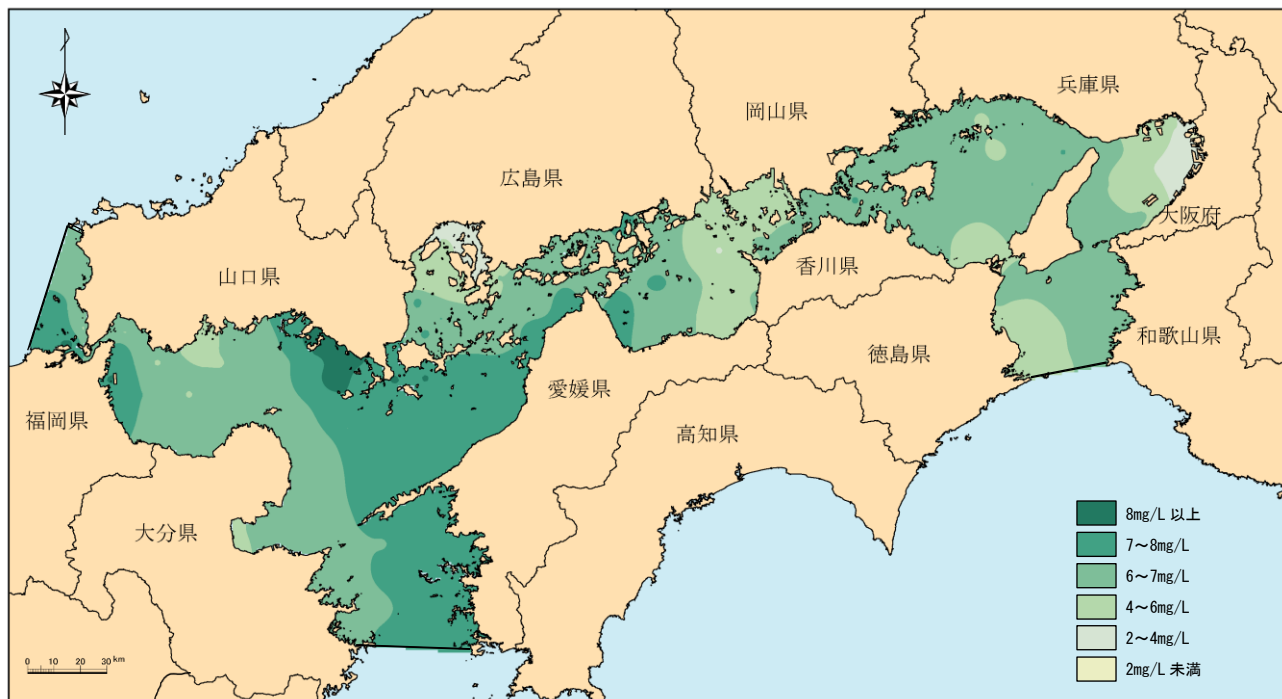 兵庫県
岡山県
広島県
大阪府
香川県
山口県
和歌山県
徳島県
愛媛県
福岡県
高知県
大分県
8mg/L 以上
7～8mg/L
6～7mg/L
4～6mg/L
2～4mg/L
2mg/L 未満
0 5 10 20 30 km